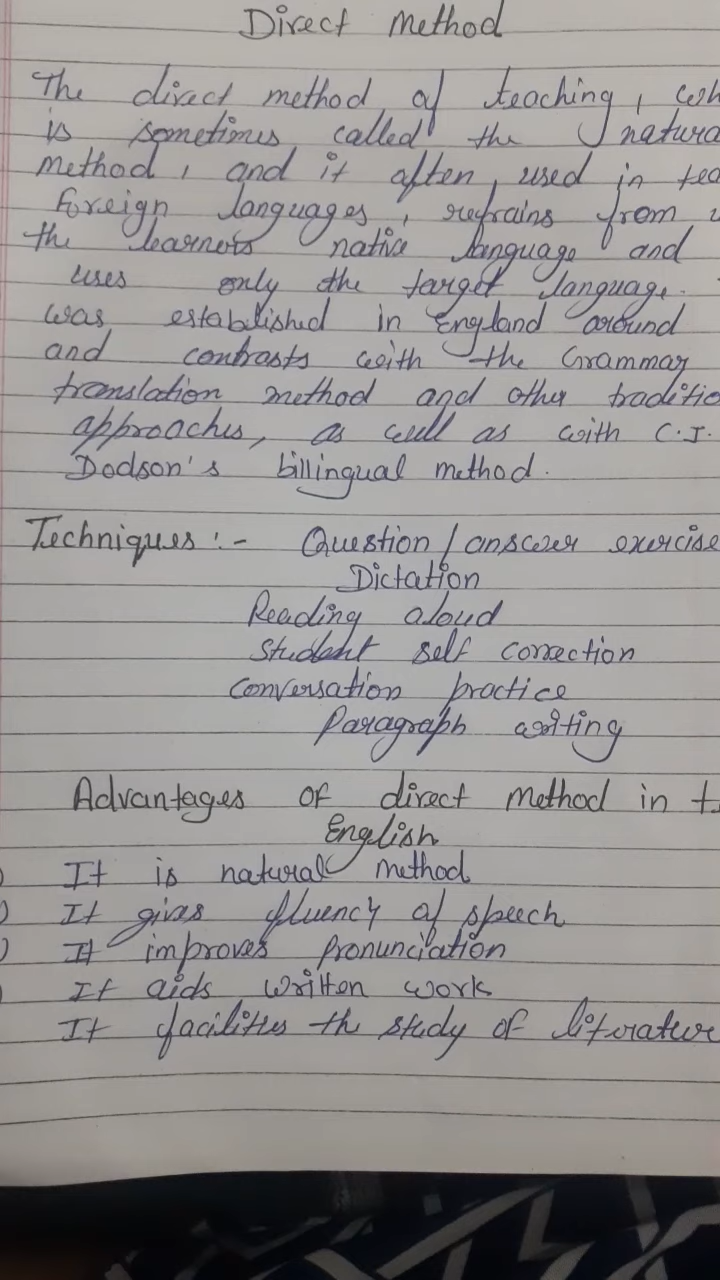 Direct Method
The direct method of teaching, wh
is sometimes called the natura
method, and it often used in tea
foreign languages, refrains from u
the learners native language and
uses only the target language.
was established in England around
and contrasts with the Grammar
translation method and other traditio
approaches, as well as with C.J.
Dodson's billingual method.
Techniques :- Question / answer exercise
Dictation
Reading aloud
Student self correction
Conversation practice
Paragraph writing
Advantages of direct Method in t
English
It is natural method
It gives fluency of speech
It improves pronunciation
It aids written work
It facilities the study of literature